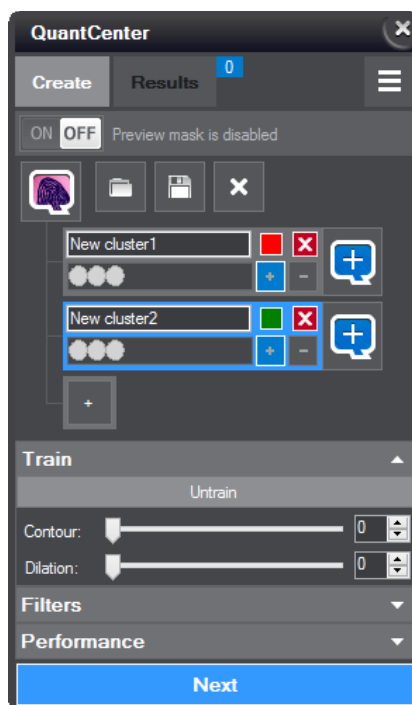 QuantCenter
Create Results 0
ON OFF Preview mask is disabled
New cluster1
New cluster2
Train
Untrain
Contour: 0
Dilation: 0
Filters
Performance
Next